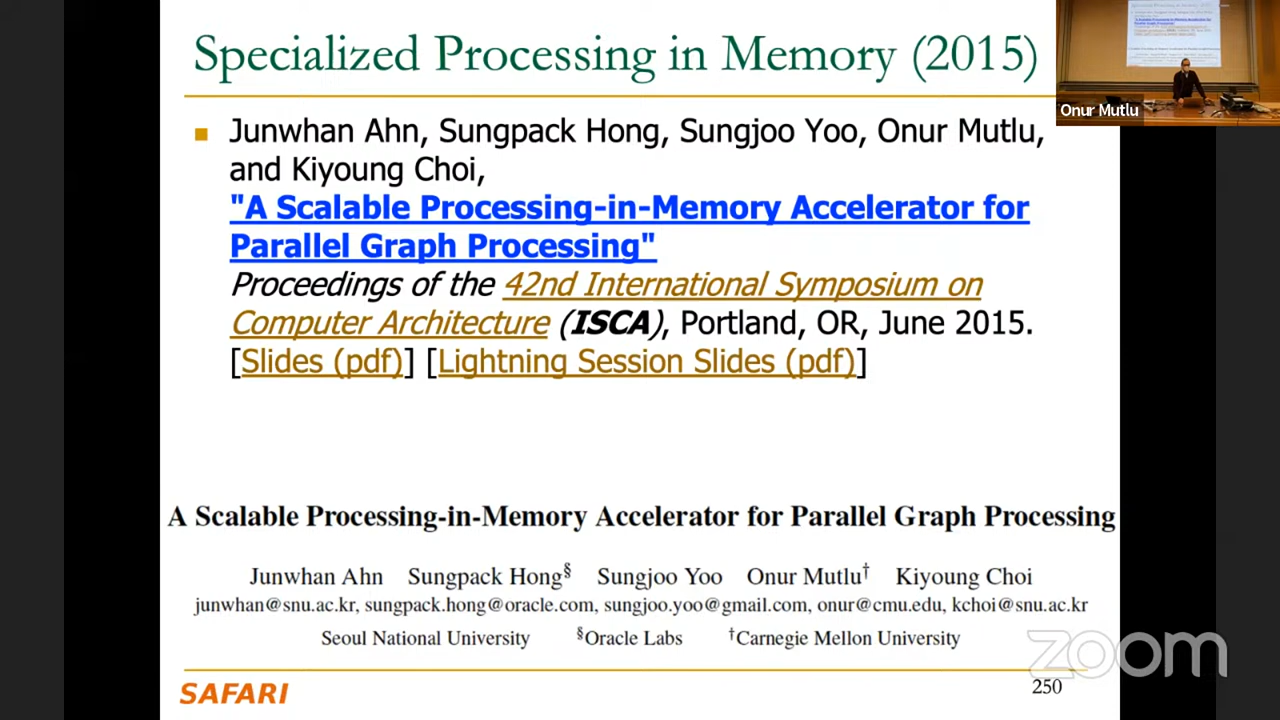 Specialized Processing in Memory (2015)
Onur Mutlu
Junwhan Ahn, Sungpack Hong, Sungjoo Yoo, Onur Mutlu,
and Kiyoung Choi,
"A Scalable Processing-in-Memory Accelerator for
Parallel Graph Processing"
Proceedings of the 42nd International Symposium on
Computer Architecture (ISCA), Portland, OR, June 2015.
[Slides (pdf)] [Lightning Session Slides (pdf)]
A Scalable Processing-in-Memory Accelerator for Parallel Graph Processing
Junwhan Ahn Sungpack Hong§ Sungjoo Yoo Onur Mutlu† Kiyoung Choi
junwhan@snu.ac.kr, sungpack.hong@oracle.com, sungjoo.yoo@gmail.com, onur@cmu.edu, kchoi@snu.ac.kr
Seoul National University §Oracle Labs †Carnegie Mellon University
zoom
SAFARI
250